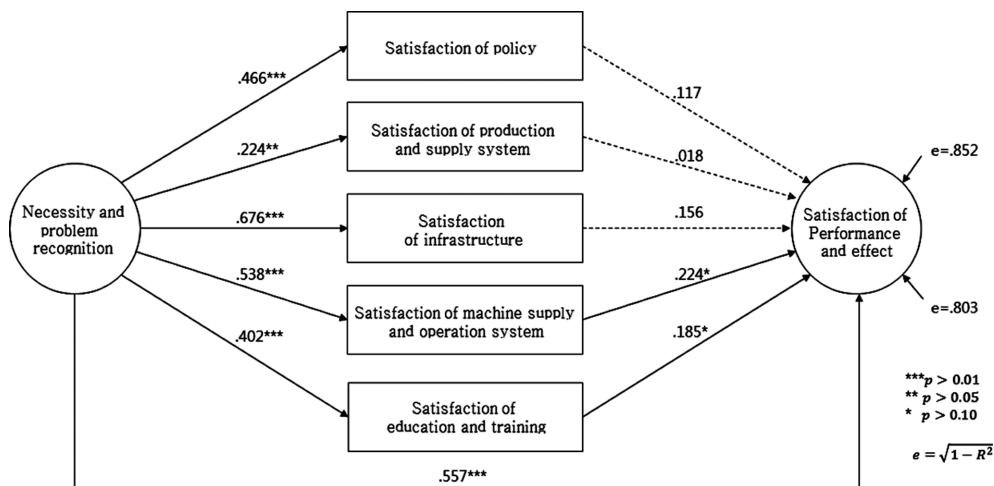 Satisfaction of policy
.466***
.117
Satisfaction of production
and supply system
.224**
.018
e=.852
Necessity and
problem
recognition
.676***
Satisfaction
of infrastructure
.156
Satisfaction of
Performance
and effect
.538***
Satisfaction of machine supply
and operation system
.224*
e=.803
.402***
.185*
Satisfaction of
education and training
***p > 0.01
** p > 0.05
* p > 0.10
e = √1 − R²
.557***